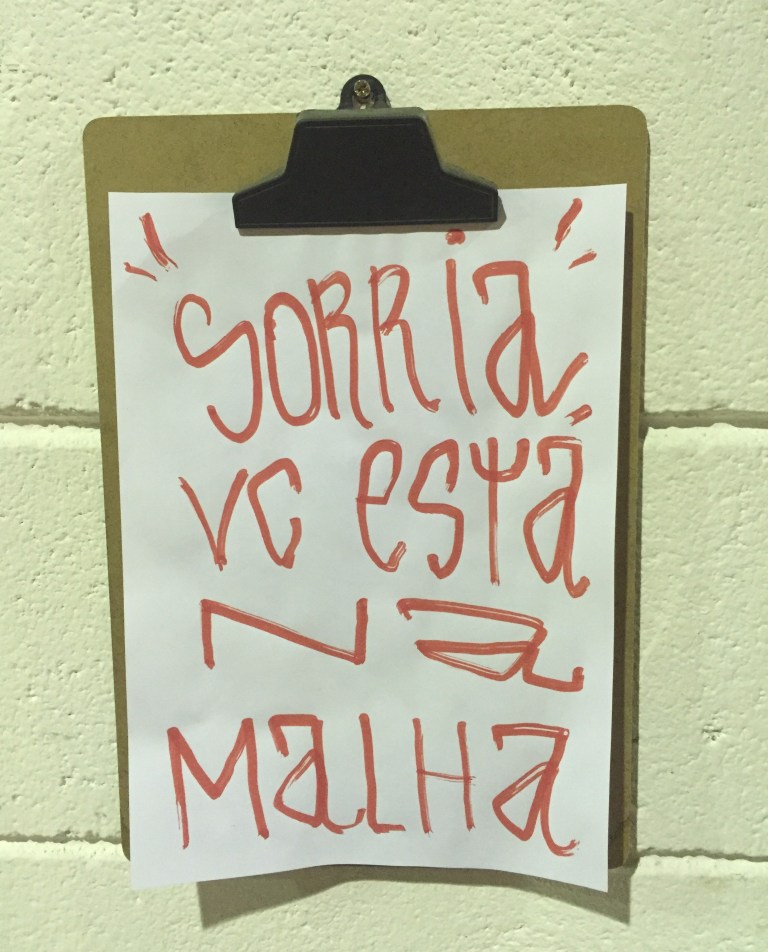 "SORRIA
vc está
Na
MALHA